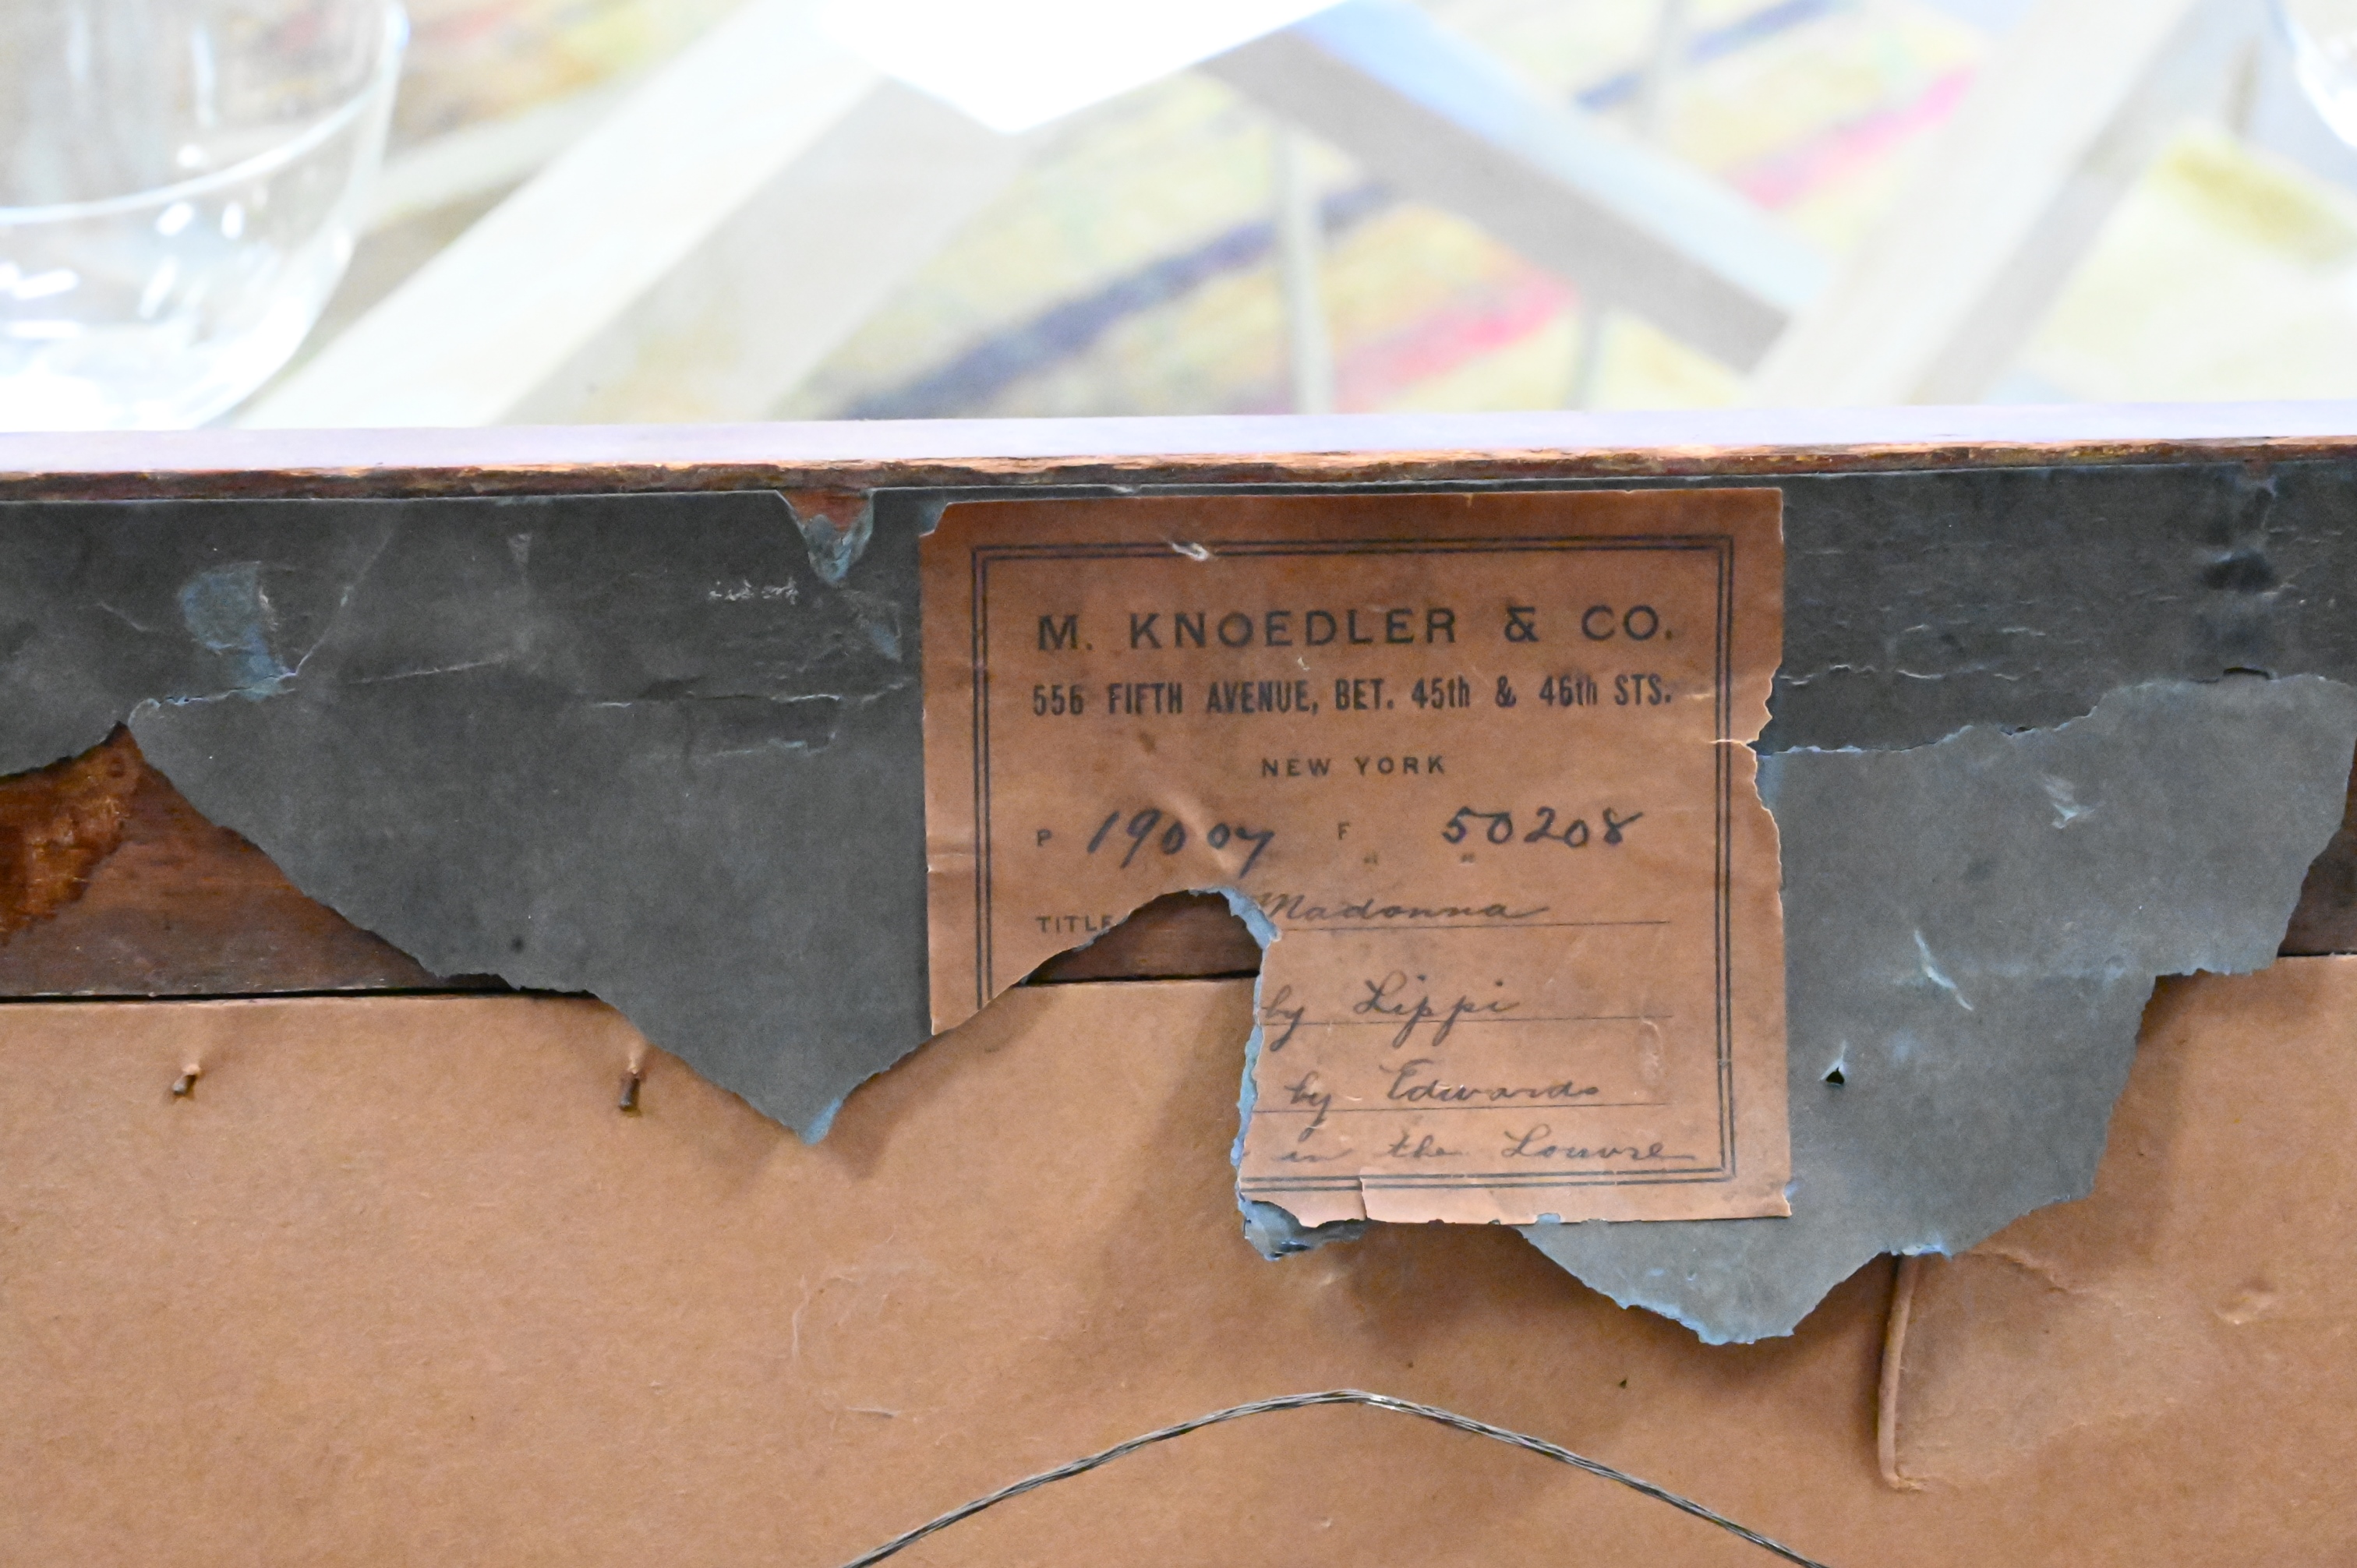 M. KNOEDLER & CO.
556 FIFTH AVENUE, BET. 45th & 46th STS.
NEW YORK
P 19007 F 50208
TITLE Madonna
by Lippi
by Edwards
in the Louvre